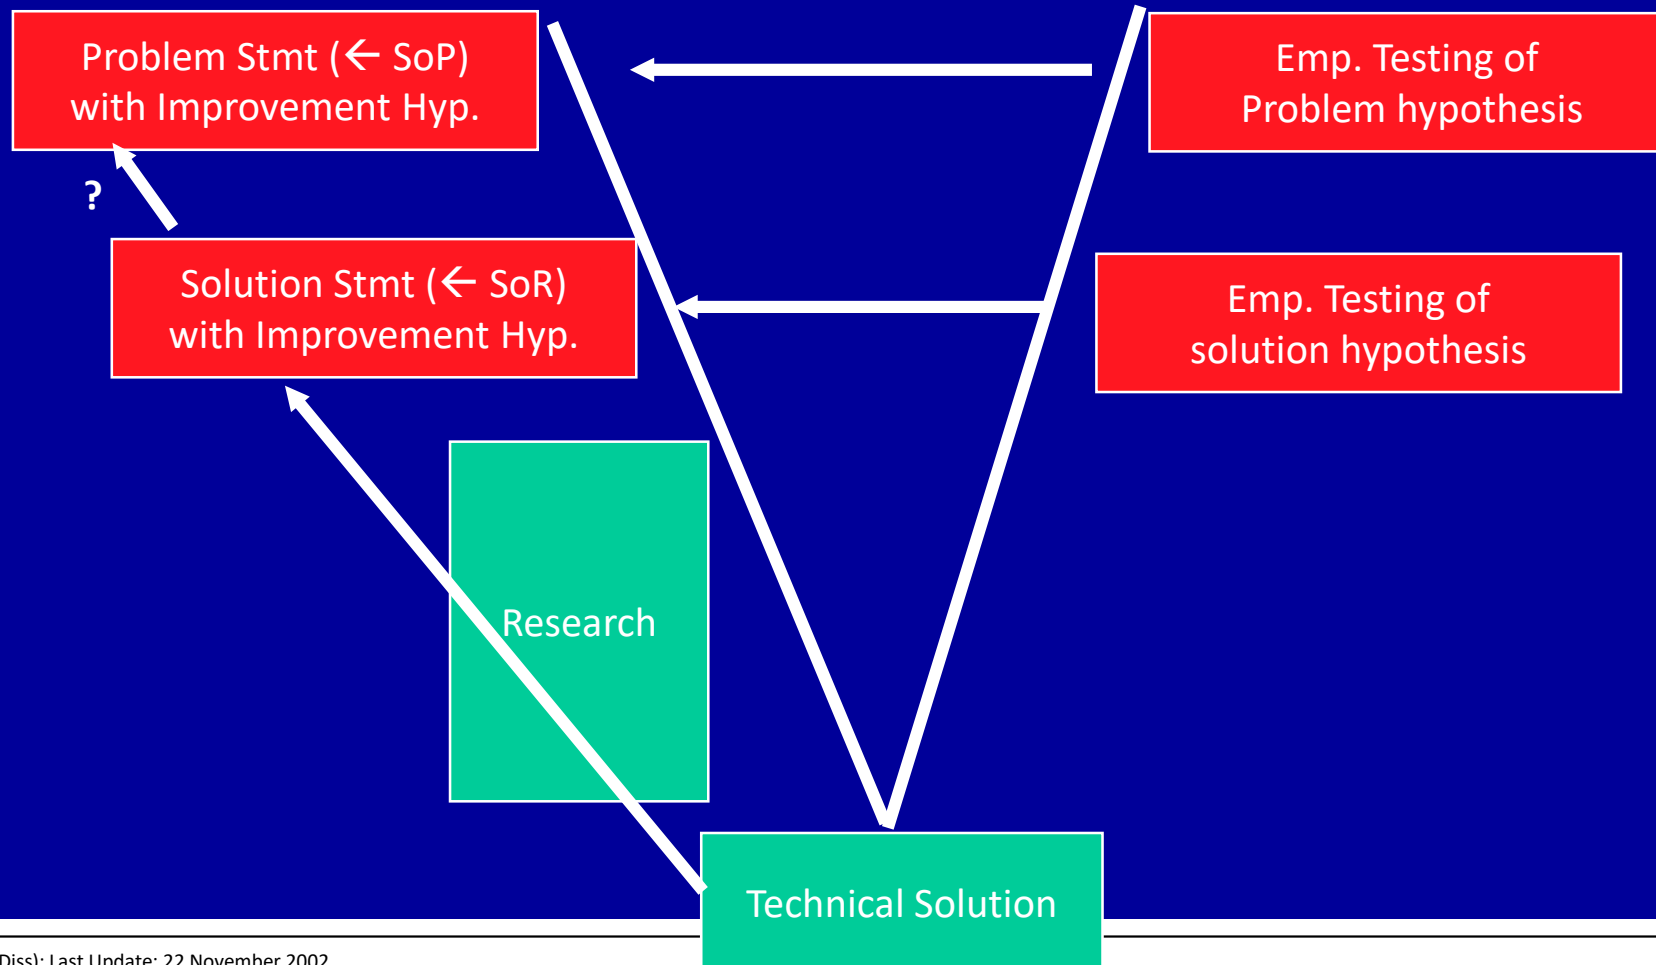 Problem Stmt (← SoP)
with Improvement Hyp.
Emp. Testing of
Problem hypothesis
?
Solution Stmt (← SoR)
with Improvement Hyp.
Emp. Testing of
solution hypothesis
Research
Technical Solution
Diss): Last Update: 22 November 2002